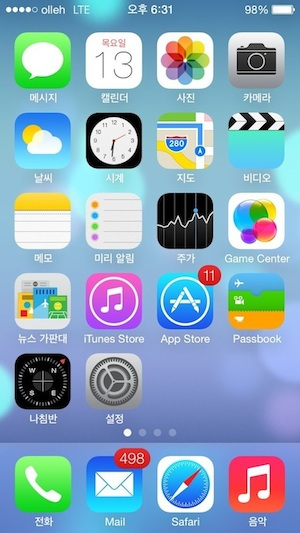 olleh LTE 오후 6:31 98%
목요일
13
메시지 캘린더 사진 카메라
280
날씨 시계 지도 비디오
메모 미리 알림 주가 Game Center
11
뉴스 가판대 iTunes Store App Store Passbook
나침반 설정
498
전화 Mail Safari 음악